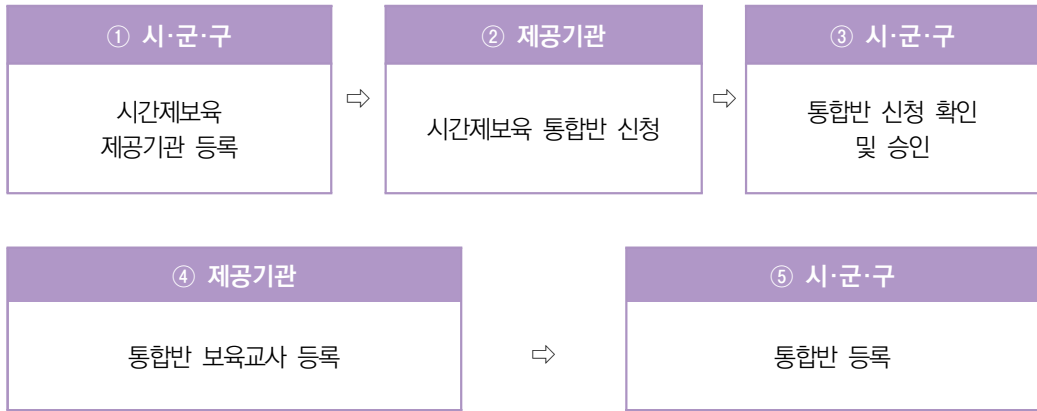 ① 시·군·구
시간제보육
제공기관 등록
⇨
② 제공기관
시간제보육 통합반 신청
⇨
③ 시·군·구
통합반 신청 확인
및 승인
④ 제공기관
통합반 보육교사 등록
⇨
⑤ 시·군·구
통합반 등록